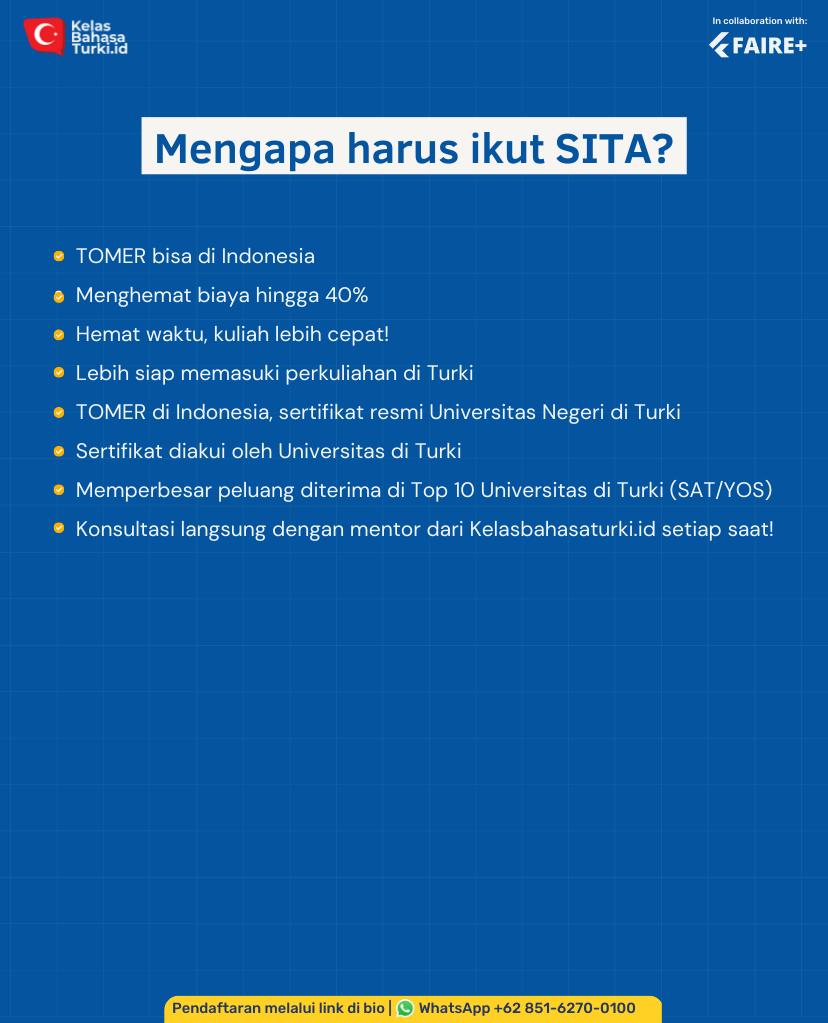 Kelas
Bahasa
Turki.id
In collaboration with:
FAIRE+
Mengapa harus ikut SITA?
TOMER bisa di Indonesia
Menghemat biaya hingga 40%
Hemat waktu, kuliah lebih cepat!
Lebih siap memasuki perkuliahan di Turki
TOMER di Indonesia, sertifikat resmi Universitas Negeri di Turki
Sertifikat diakui oleh Universitas di Turki
Memperbesar peluang diterima di Top 10 Universitas di Turki (SAT/YOS)
Konsultasi langsung dengan mentor dari Kelasbahasaturki.id setiap saat!
Pendaftaran melalui link di bio | WhatsApp +62 851-6270-0100